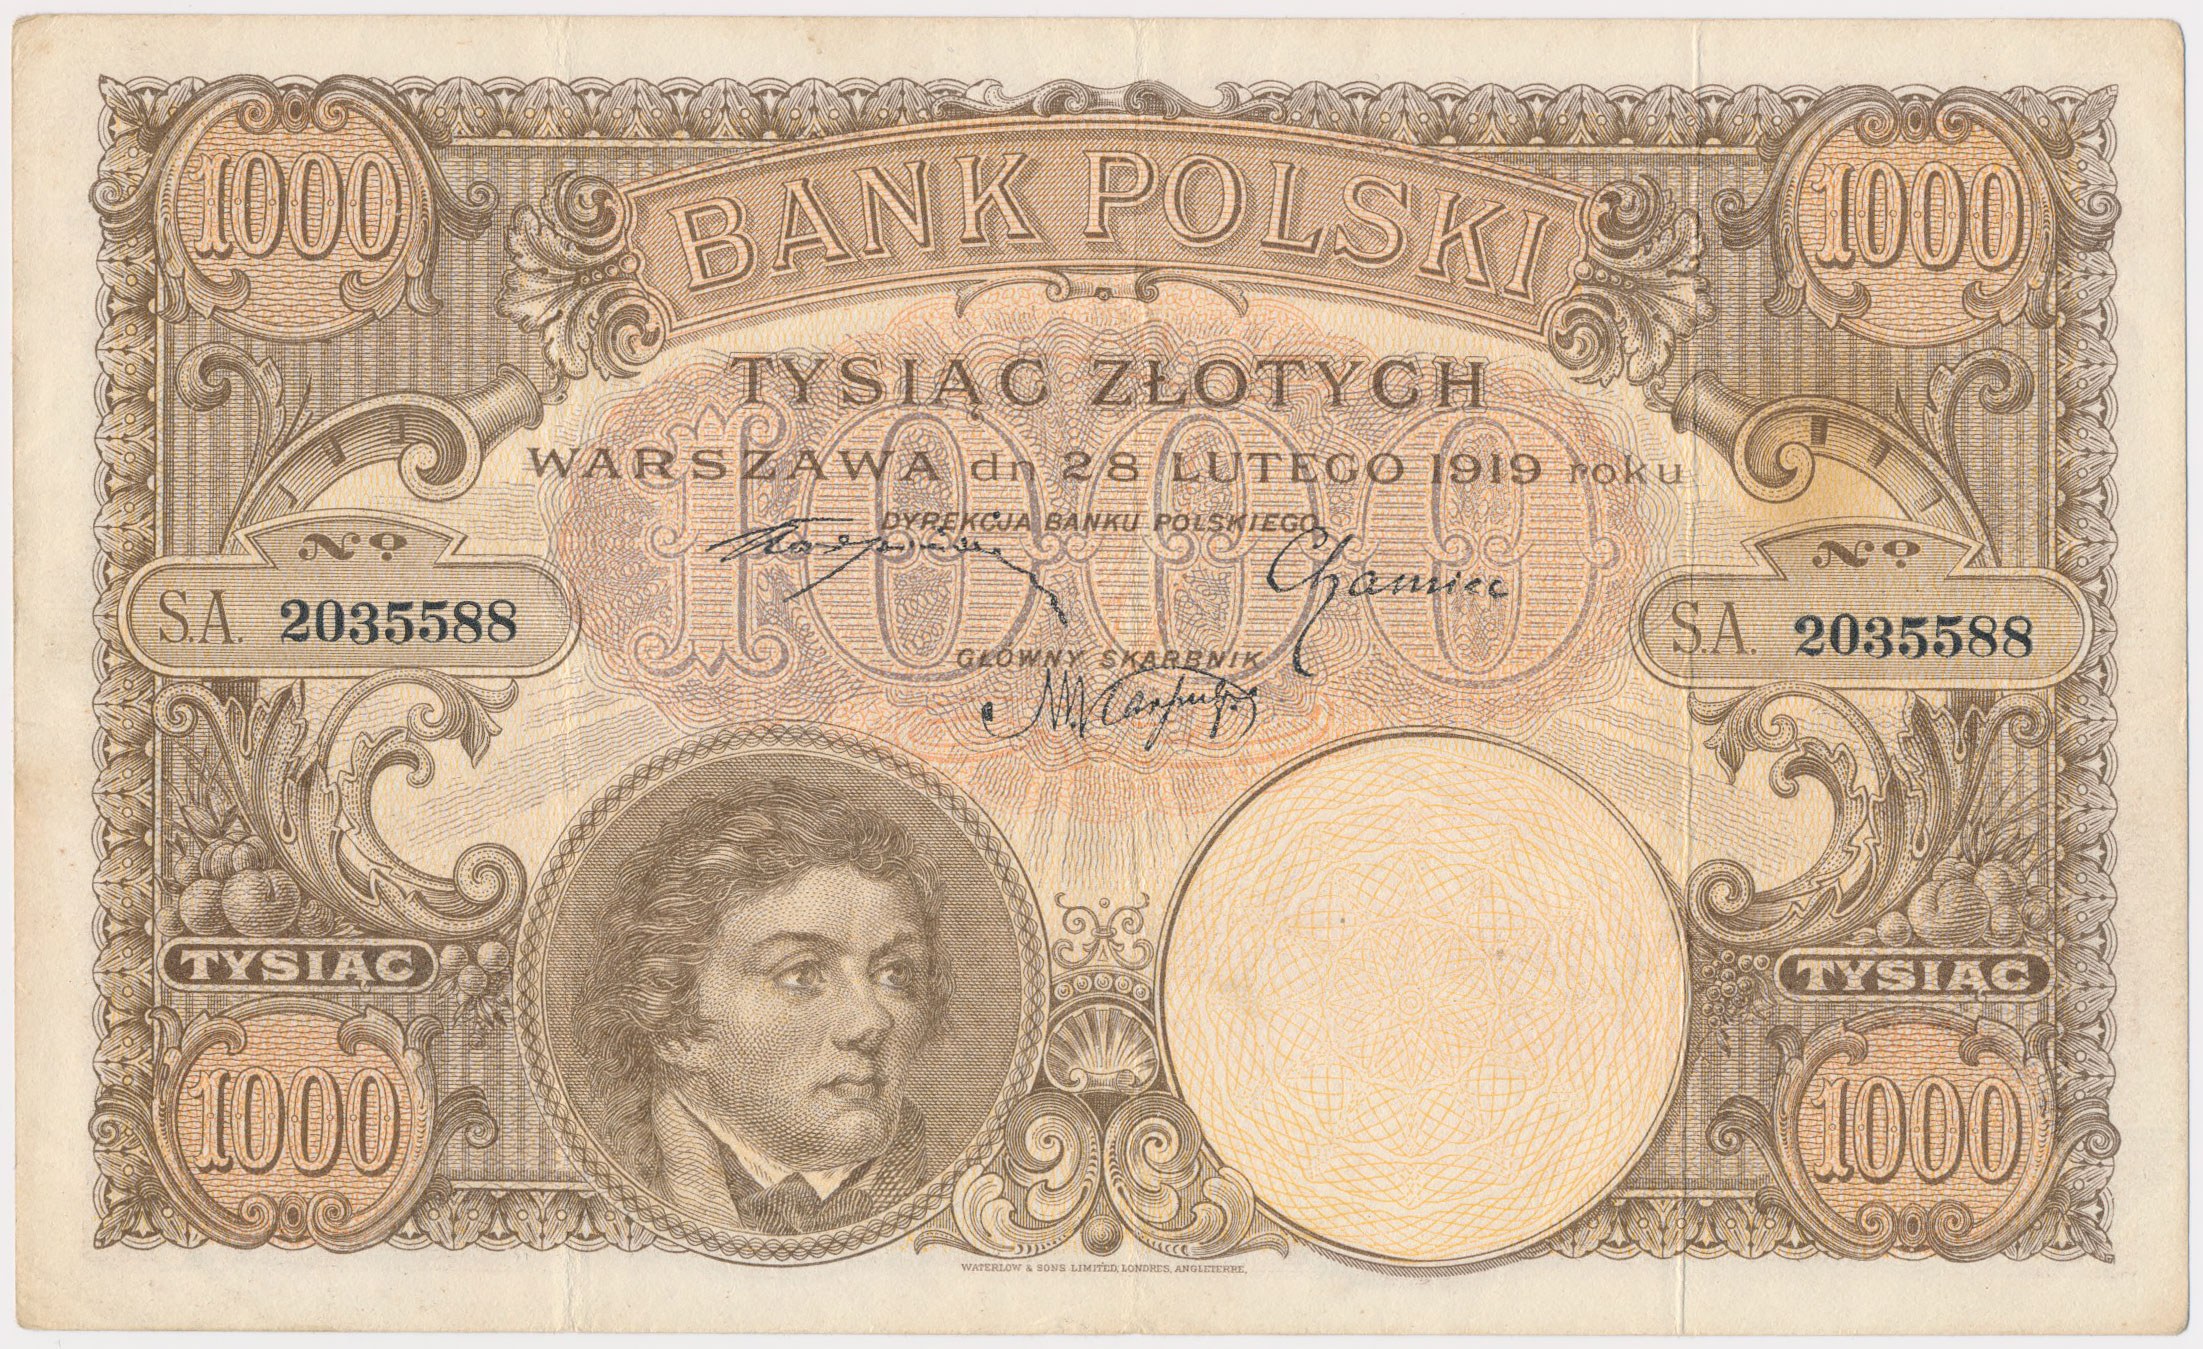 1000
BANK POLSKI
1000
TYSIĄC ZŁOTYCH
1000
WARSZAWA dn 28 LUTEGO 1919 roku
DYREKCJA BANKU POLSKIEGO
No
S.A. 2035588
No
S.A. 2035588
GŁÓWNY SKARBNIK
TYSIĄC
TYSIĄC
1000
1000
WATERLOW & SONS LIMITED, LONDRES, ANGLETERRE.